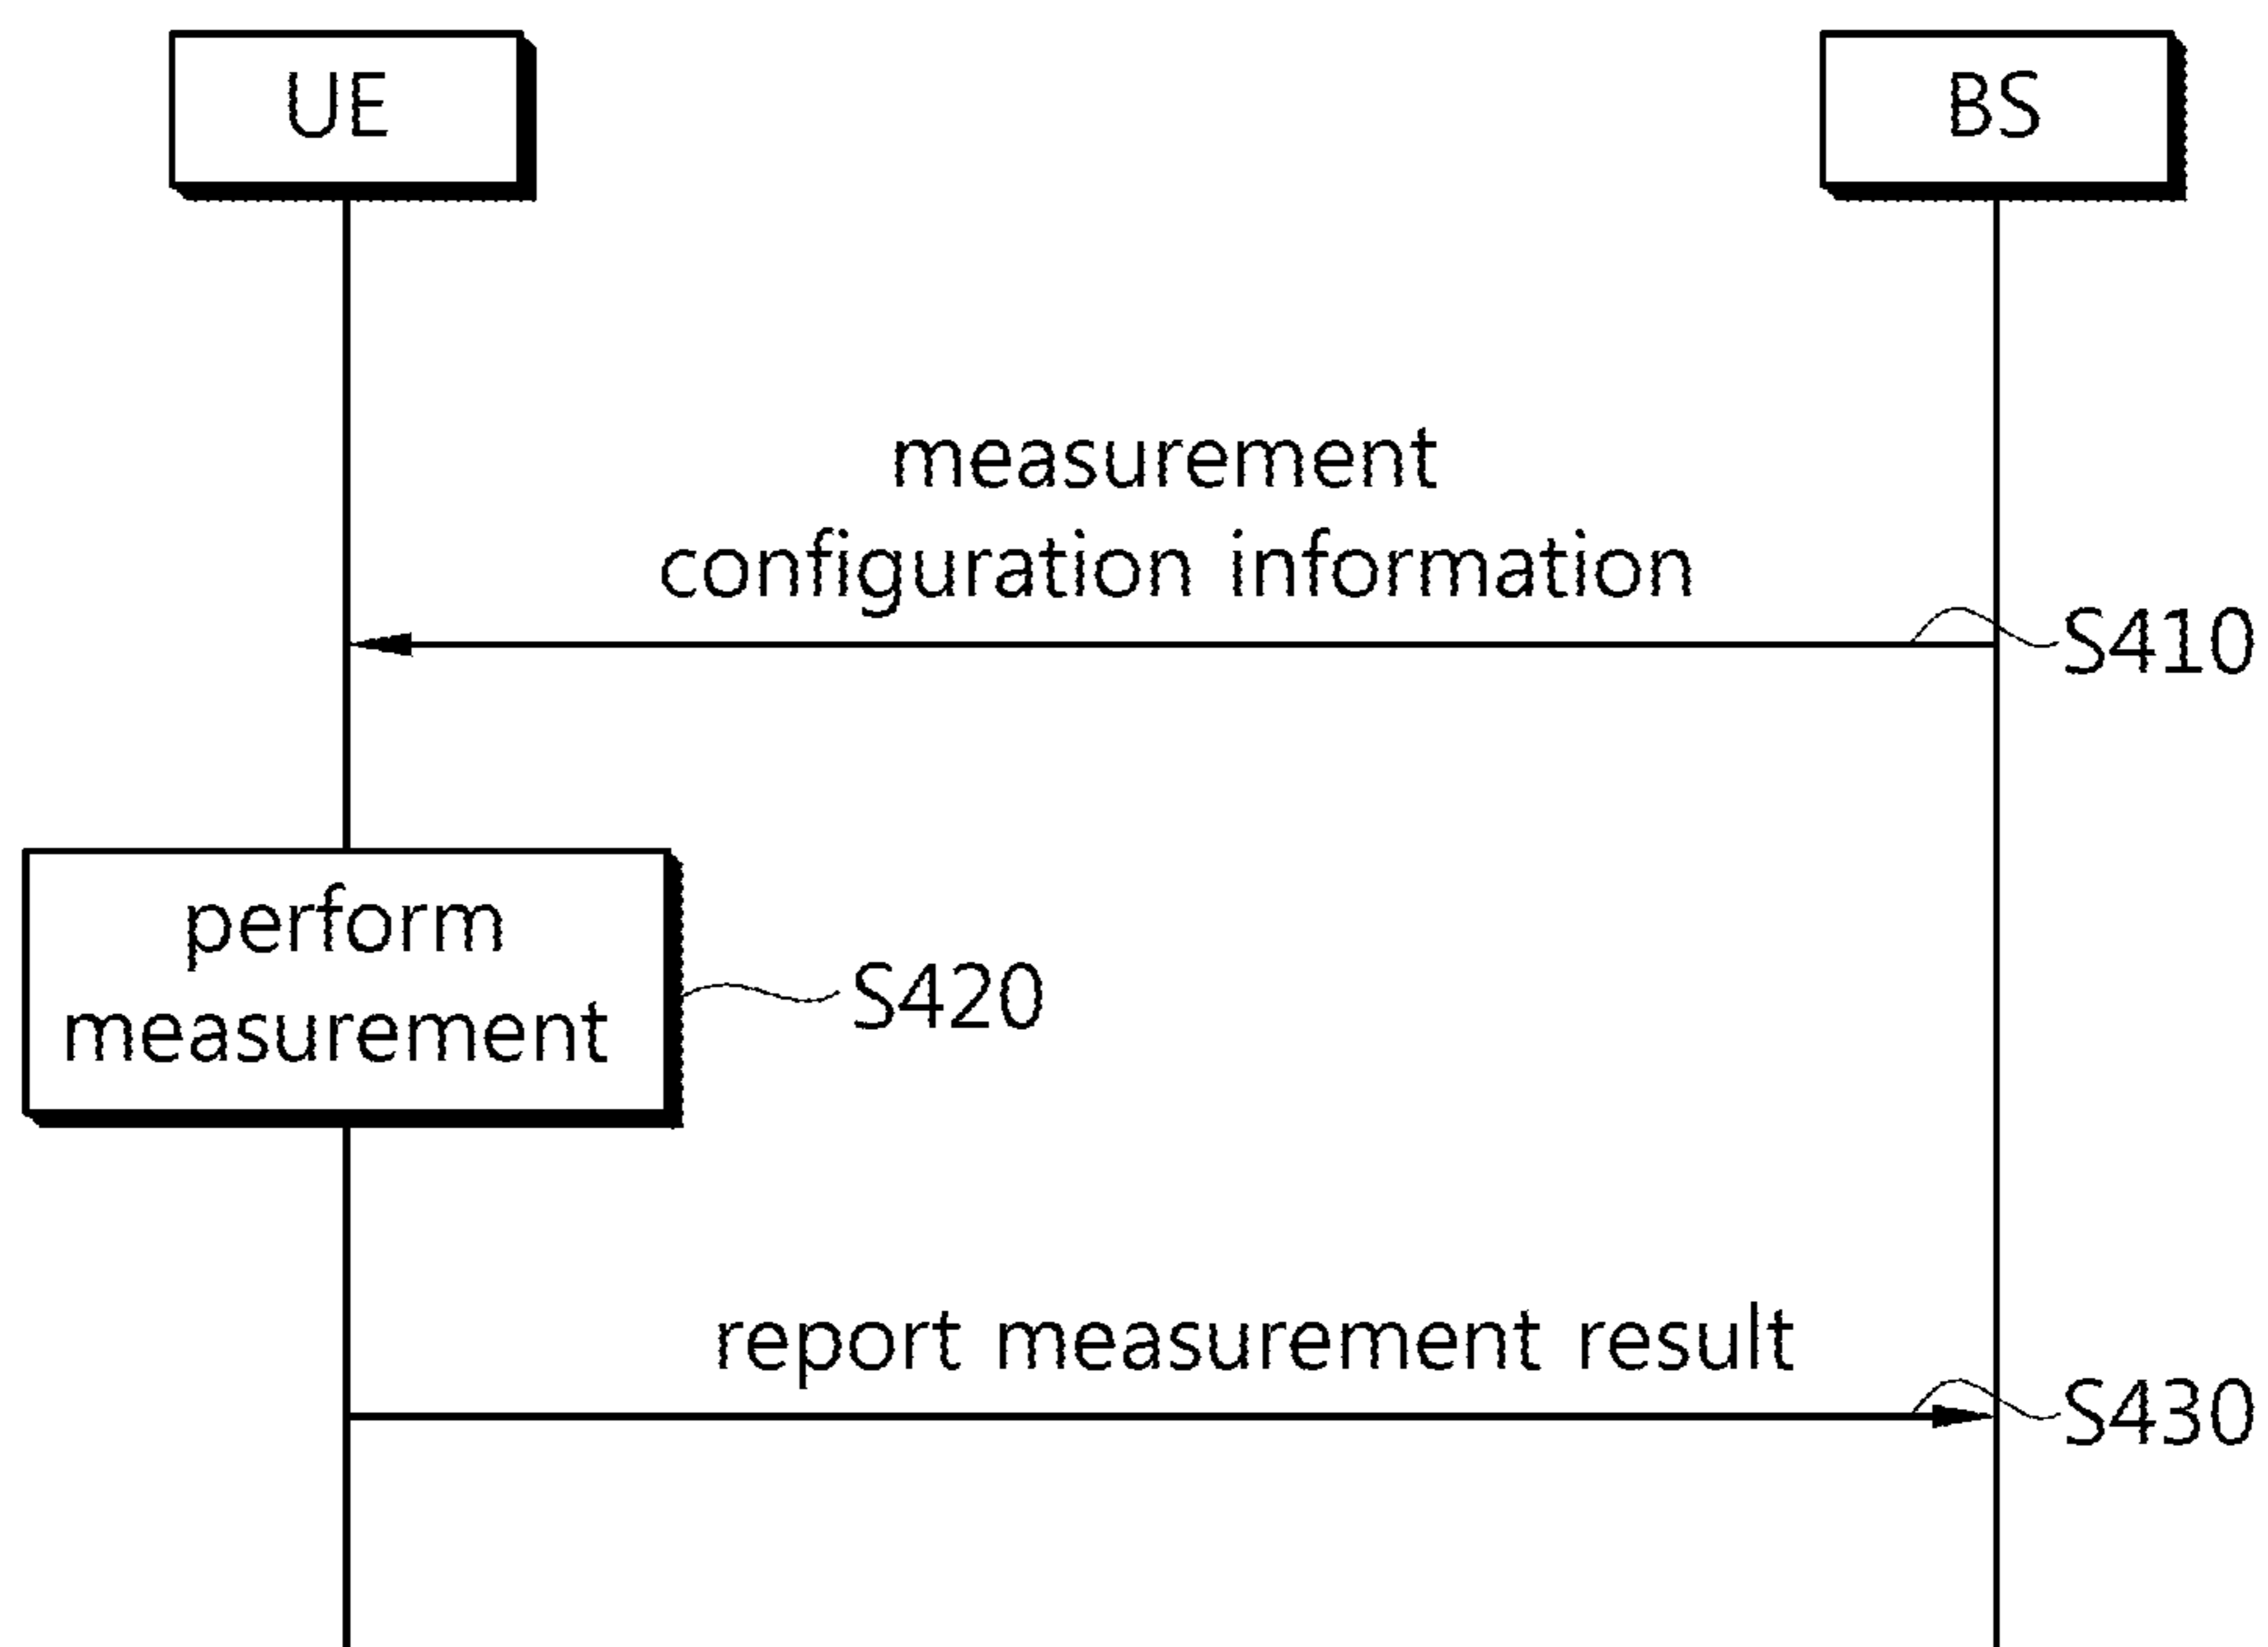 UE
BS
measurement
configuration information
S410
perform
measurement
S420
report measurement result
S430